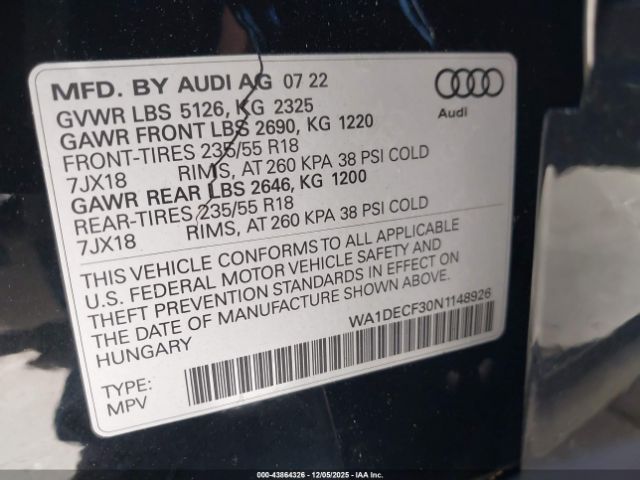 MFD. BY AUDI AG 07 22
GVWR LBS 5126, KG 2325
GAWR FRONT LBS 2690, KG 1220
FRONT-TIRES 235/55 R18
7JX18 RIMS, AT 260 KPA 38 PSI COLD
GAWR REAR LBS 2646, KG 1200
REAR-TIRES 235/55 R18
7JX18 RIMS, AT 260 KPA 38 PSI COLD
Audi
THIS VEHICLE CONFORMS TO ALL APPLICABLE
U.S. FEDERAL MOTOR VEHICLE SAFETY AND
THEFT PREVENTION STANDARDS IN EFFECT ON
THE DATE OF MANUFACTURE SHOWN ABOVE.
HUNGARY
WA1DECF30N1148926
TYPE:
MPV
000-43864326 - 12/05/2025 - IAA Inc.